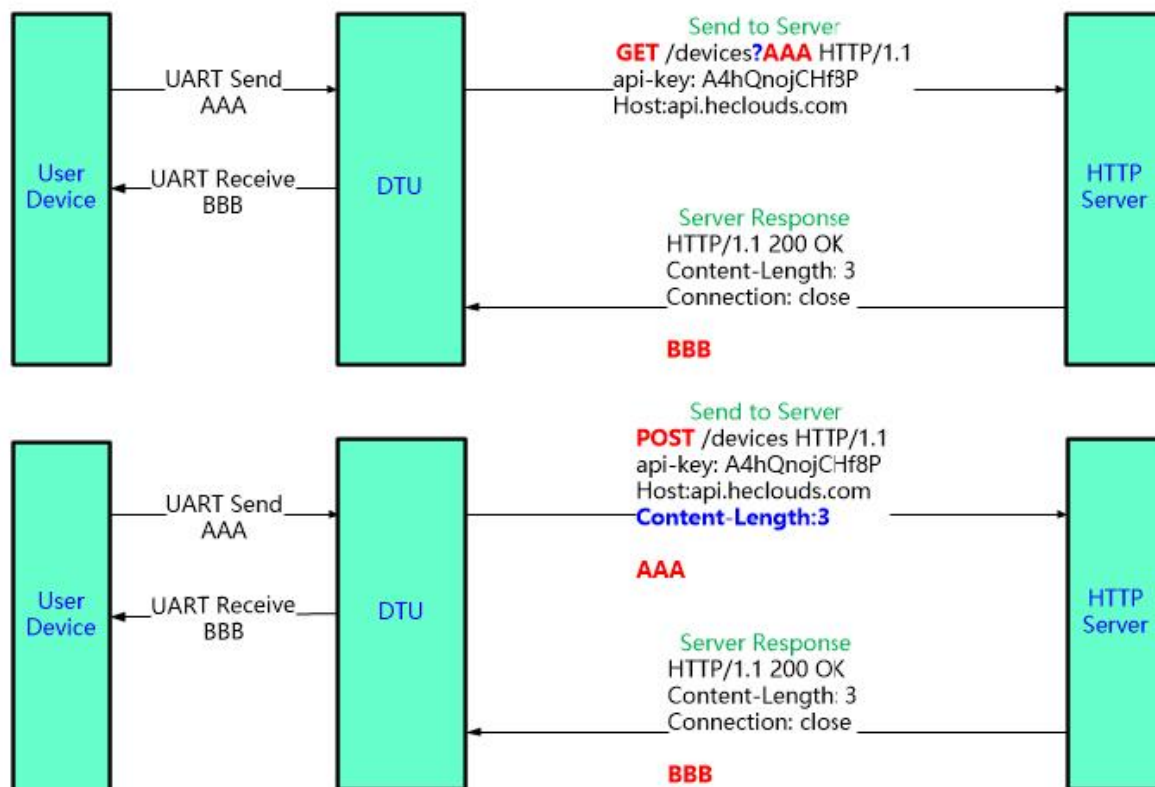 Send to Server
GET /devices?AAA HTTP/1.1
api-key: A4hQnojCHf8P
Host:api.heclouds.com
UART Send
AAA
User
Device
UART Receive
BBB
DTU
HTTP
Server
Server Response
HTTP/1.1 200 OK
Content-Length: 3
Connection: close
BBB
Send to Server
POST /devices HTTP/1.1
api-key: A4hQnojCHf8P
Host:api.heclouds.com
Content-Length:3
AAA
UART Send
AAA
User
Device
UART Receive
BBB
DTU
HTTP
Server
Server Response
HTTP/1.1 200 OK
Content-Length: 3
Connection: close
BBB